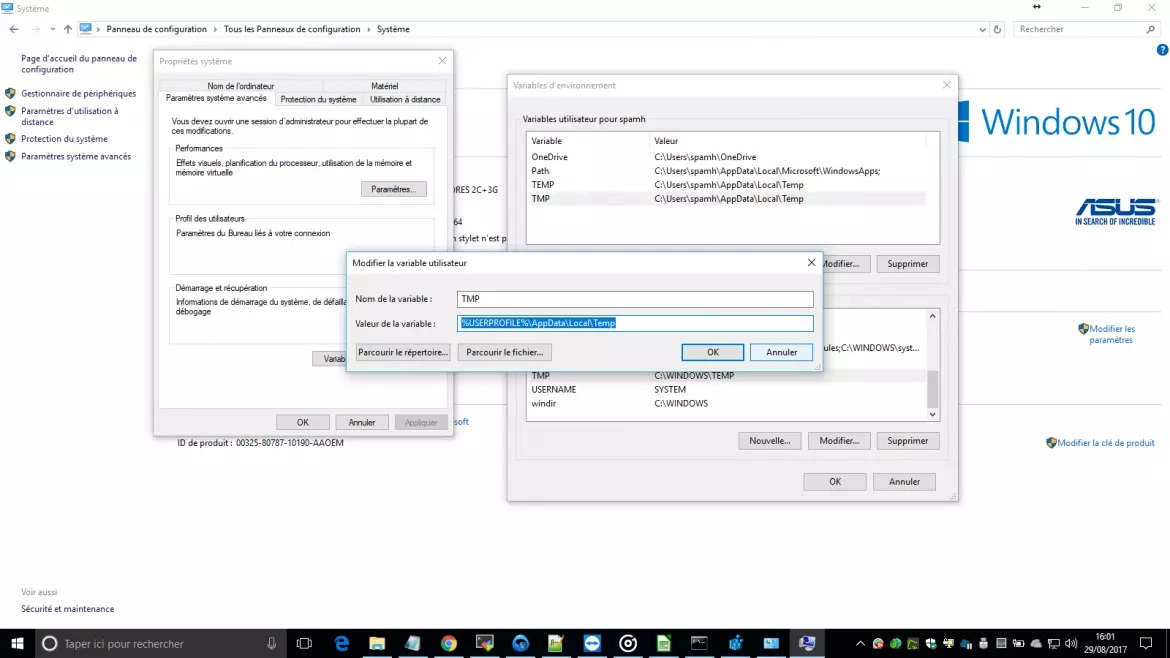 Système
Panneau de configuration › Tous les Panneaux de configuration › Système
Rechercher
Page d'accueil du panneau de
configuration
Gestionnaire de périphériques
Paramètres d'utilisation à
distance
Protection du système
Paramètres système avancés
Propriétés système
Nom de l'ordinateur
Matériel
Paramètres système avancés
Protection du système
Utilisation à distance
Vous devez ouvrir une session d'administrateur pour effectuer la plupart de
ces modifications.
Performances
Effets visuels, planification du processeur, utilisation de la mémoire et
mémoire virtuelle
Paramètres...
Profil des utilisateurs
Paramètres du Bureau liés à votre connexion
Démarrage et récupération
Informations de démarrage du système, de défailla
débogage
Variab
OK
Annuler
Appliquer
ORES 2C+3G
64
n stylet n'est p
soft
ID de produit : 00325-80787-10190-AAOEM
Variables d'environnement
Variables utilisateur pour spamh
Variable Valeur
OneDrive C:\Users\spamh\OneDrive
Path C:\Users\spamh\AppData\Local\Microsoft\WindowsApps;
TEMP C:\Users\spamh\AppData\Local\Temp
TMP C:\Users\spamh\AppData\Local\Temp
Modifier...
Supprimer
Modifier la variable utilisateur
Nom de la variable : TMP
Valeur de la variable : %USERPROFILE%\AppData\Local\Temp
Parcourir le répertoire...
Parcourir le fichier...
OK
Annuler
ules;C:\WINDOWS\syst...
TMP C:\WINDOWS\TEMP
USERNAME SYSTEM
windir C:\WINDOWS
Nouvelle...
Modifier...
Supprimer
OK
Annuler
Windows 10
ASUS
IN SEARCH OF INCREDIBLE
Modifier les
paramètres
Modifier la clé de produit
Voir aussi
Sécurité et maintenance
Taper ici pour rechercher
16:01
29/08/2017